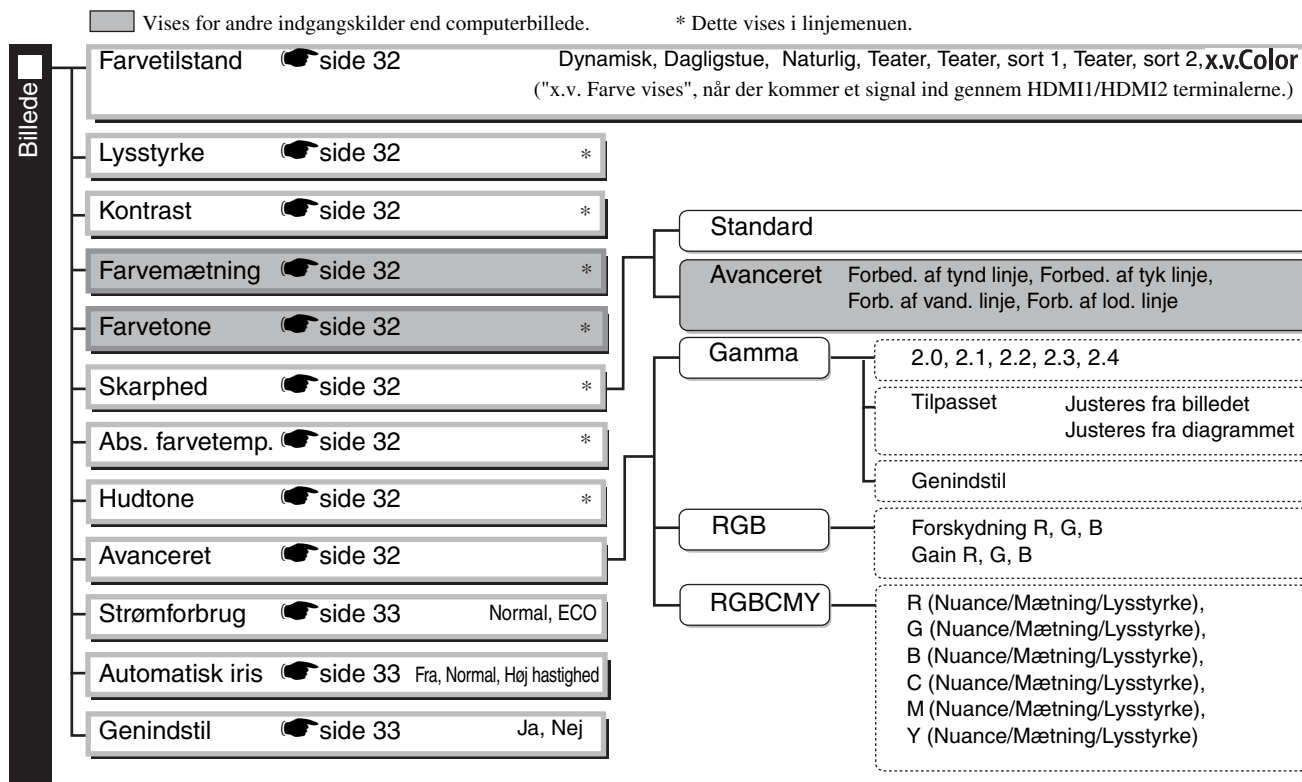 Vises for andre indgangskilder end computerbillede. * Dette vises i linjemenuen.
Billede
Farvetilstand side 32 Dynamisk, Dagligstue, Naturlig, Teater, Teater, sort 1, Teater, sort 2, x.v.Color
("x.v. Farve vises", når der kommer et signal ind gennem HDMI1/HDMI2 terminalerne.)
Lysstyrke side 32 *
Kontrast side 32 *
Farvemætning side 32 *
Farvetone side 32 *
Skarphed side 32 *
Abs. farvetemp. side 32 *
Hudtone side 32 *
Avanceret side 32
Strømforbrug side 33 Normal, ECO
Automatisk iris side 33 Fra, Normal, Høj hastighed
Genindstil side 33 Ja, Nej
Standard
Avanceret Forbed. af tynd linje, Forbed. af tyk linje,
Forb. af vand. linje, Forb. af lod. linje
Gamma
2.0, 2.1, 2.2, 2.3, 2.4
Tilpasset Justeres fra billedet
Justeres fra diagrammet
Genindstil
RGB
Forskydning R, G, B
Gain R, G, B
RGBCMY
R (Nuance/Mætning/Lysstyrke),
G (Nuance/Mætning/Lysstyrke),
B (Nuance/Mætning/Lysstyrke),
C (Nuance/Mætning/Lysstyrke),
M (Nuance/Mætning/Lysstyrke),
Y (Nuance/Mætning/Lysstyrke)